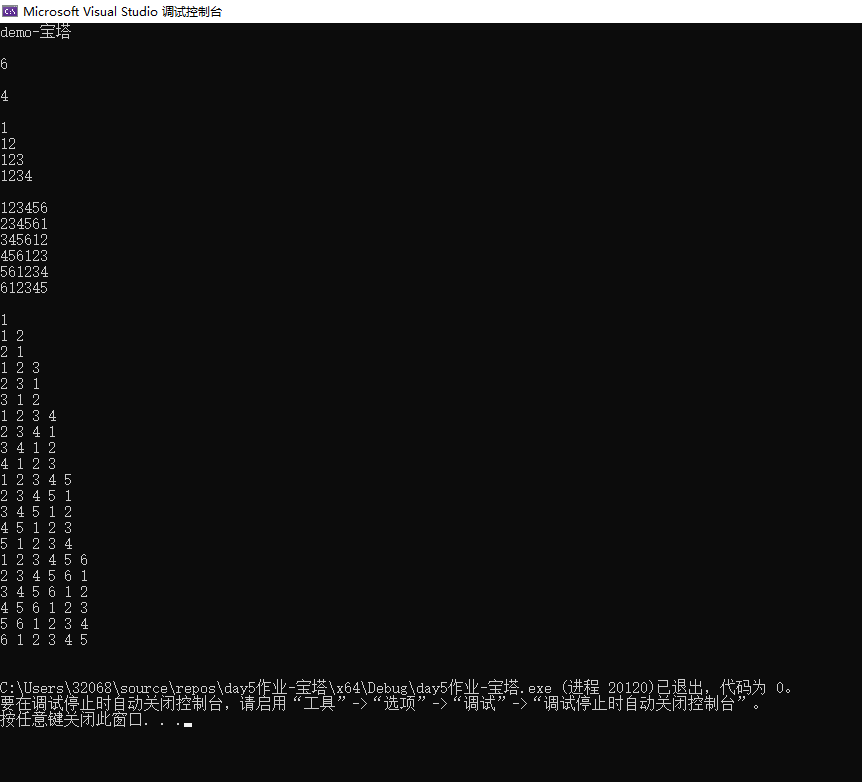 Microsoft Visual Studio 调试控制台
demo-宝塔
6
4
1
12
123
1234
123456
234561
345612
456123
561234
612345
1
1 2
2 1
1 2 3
2 3 1
3 1 2
1 2 3 4
2 3 4 1
3 4 1 2
4 1 2 3
1 2 3 4 5
2 3 4 5 1
3 4 5 1 2
4 5 1 2 3
5 1 2 3 4
1 2 3 4 5 6
2 3 4 5 6 1
3 4 5 6 1 2
4 5 6 1 2 3
5 6 1 2 3 4
6 1 2 3 4 5
C:\Users\32068\source\repos\day5作业-宝塔\x64\Debug\day5作业-宝塔.exe (进程 20120)已退出，代码为 0。
要在调试停止时自动关闭控制台，请启用“工具”->“选项”->“调试”->“调试停止时自动关闭控制台”。
按任意键关闭此窗口. . .